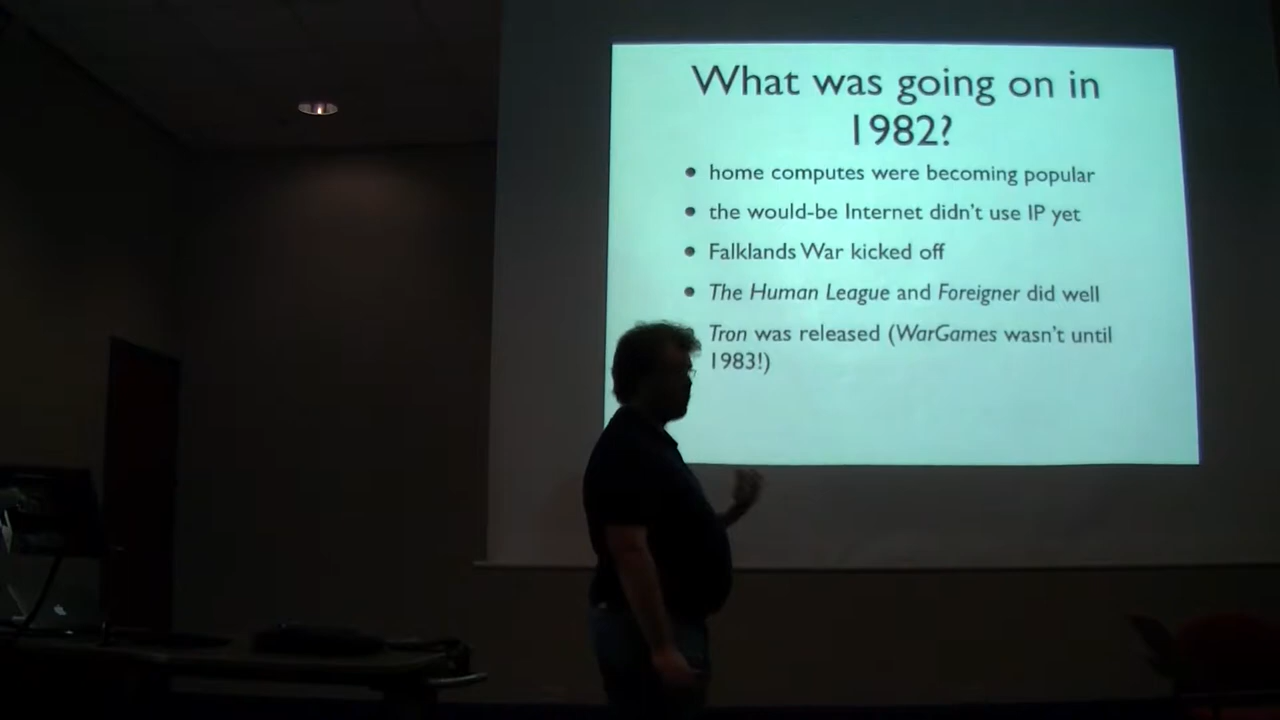 What was going on in
1982?
• home computes were becoming popular
• the would-be Internet didn't use IP yet
• Falklands War kicked off
• The Human League and Foreigner did well
Tron was released (WarGames wasn't until
1983!)